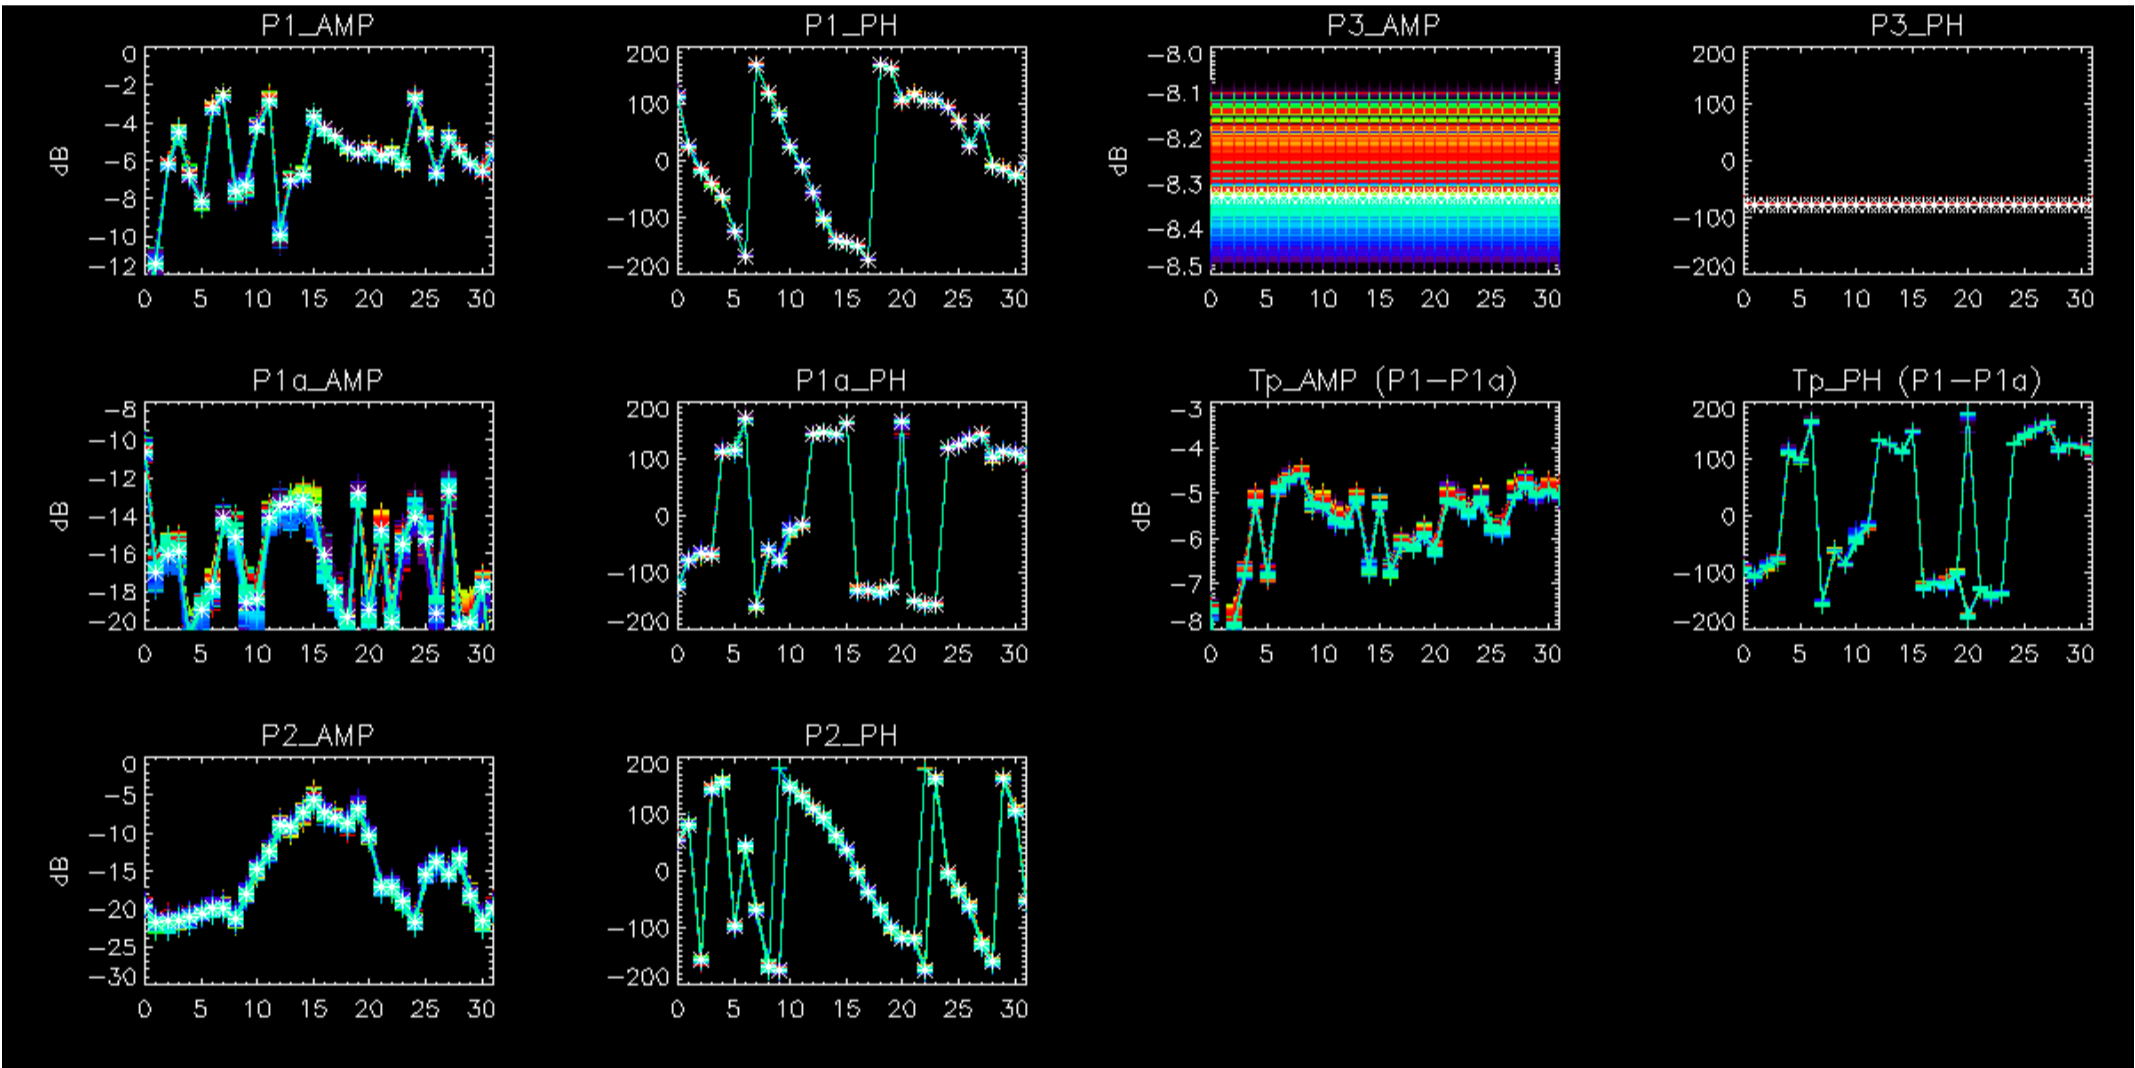 P1_AMP
dB
0
−2
−4
−6
−8
−10
−12
0 5 10 15 20 25 30
P1_PH
200
100
0
−100
−200
0 5 10 15 20 25 30
P3_AMP
dB
−8.0
−8.1
−8.2
−8.3
−8.4
−8.5
0 5 10 15 20 25 30
P3_PH
200
100
0
−100
−200
0 5 10 15 20 25 30
P1a_AMP
dB
−8
−10
−12
−14
−16
−18
−20
0 5 10 15 20 25 30
P1a_PH
200
100
0
−100
−200
0 5 10 15 20 25 30
Tp_AMP (P1−P1a)
dB
−3
−4
−5
−6
−7
−8
0 5 10 15 20 25 30
Tp_PH (P1−P1a)
200
100
0
−100
−200
0 5 10 15 20 25 30
P2_AMP
dB
0
−5
−10
−15
−20
−25
−30
0 5 10 15 20 25 30
P2_PH
200
100
0
−100
−200
0 5 10 15 20 25 30